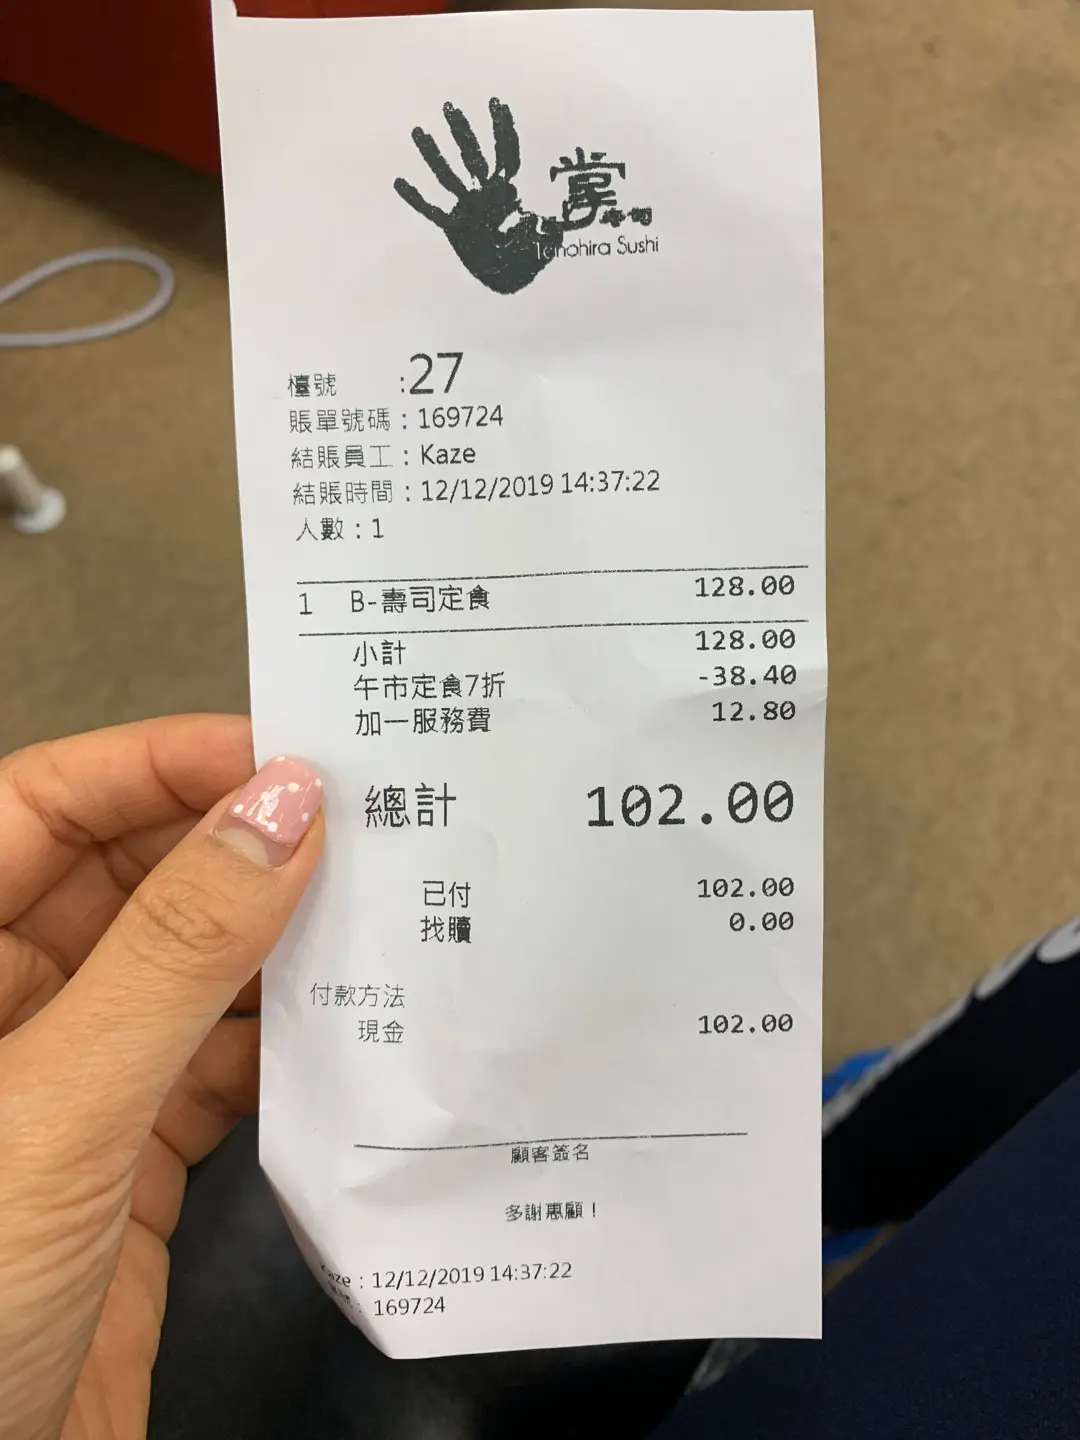 掌
Tanohira Sushi
檯號 :27
賬單號碼 : 169724
結賬員工 : Kaze
結賬時間 : 12/12/2019 14:37:22
人數 : 1
1 B-壽司定食 128.00
小計 128.00
午市定食7折 -38.40
加一服務費 12.80
總計 102.00
已付 102.00
找贖 0.00
付款方法
現金 102.00
顧客簽名
多謝惠顧！
Kaze : 12/12/2019 14:37:22
: 169724